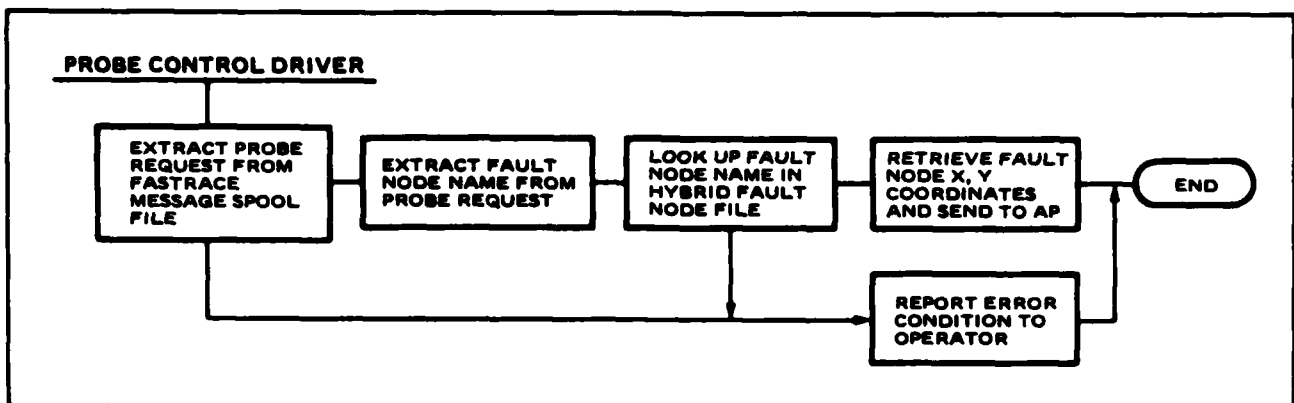 PROBE CONTROL DRIVER
EXTRACT PROBE
REQUEST FROM
FASTRACE
MESSAGE SPOOL
FILE
EXTRACT FAULT
NODE NAME FROM
PROBE REQUEST
LOOK UP FAULT
NODE NAME IN
HYBRID FAULT
NODE FILE
RETRIEVE FAULT
NODE X, Y
COORDINATES
AND SEND TO AP
END
REPORT ERROR
CONDITION TO
OPERATOR